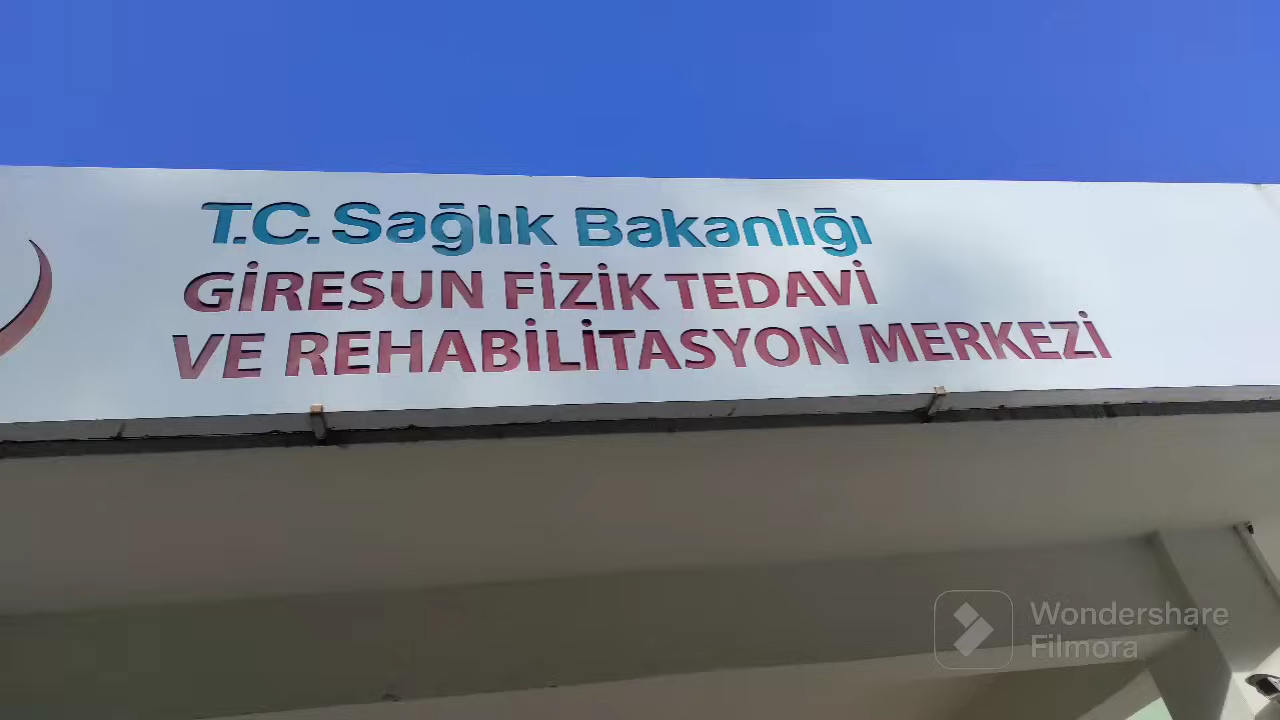 T.C. Sağlık Bakanlığı
GİRESUN FİZİK TEDAVİ
VE REHABİLİTASYON MERKEZİ
Wondershare
Filmora